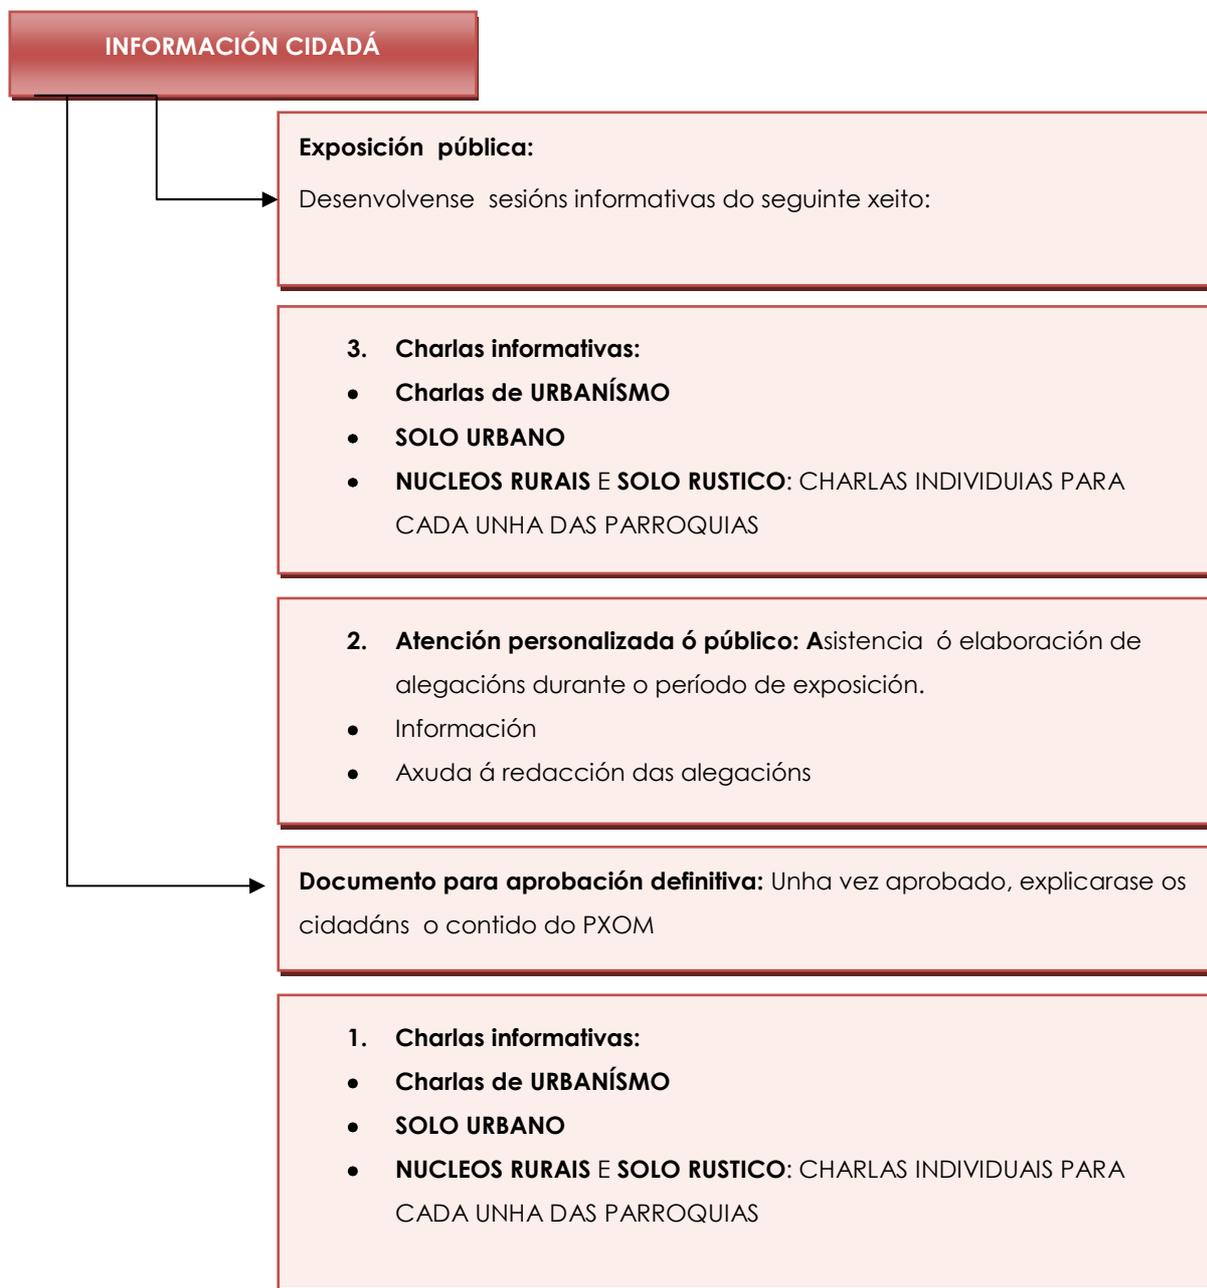 INFORMACIÓN CIDADÁ
Exposición pública:
Desenvolvense sesións informativas do seguinte xeito:
3. Charlas informativas:
• Charlas de URBANÍSMO
• SOLO URBANO
• NUCLEOS RURAIS E SOLO RUSTICO: CHARLAS INDIVIDUIAS PARA
CADA UNHA DAS PARROQUIAS
2. Atención personalizada ó público: Asistencia ó elaboración de
alegacións durante o período de exposición.
• Información
• Axuda á redacción das alegacións
Documento para aprobación definitiva: Unha vez aprobado, explicarase os
cidadáns o contido do PXOM
1. Charlas informativas:
• Charlas de URBANÍSMO
• SOLO URBANO
• NUCLEOS RURAIS E SOLO RUSTICO: CHARLAS INDIVIDUAIS PARA
CADA UNHA DAS PARROQUIAS